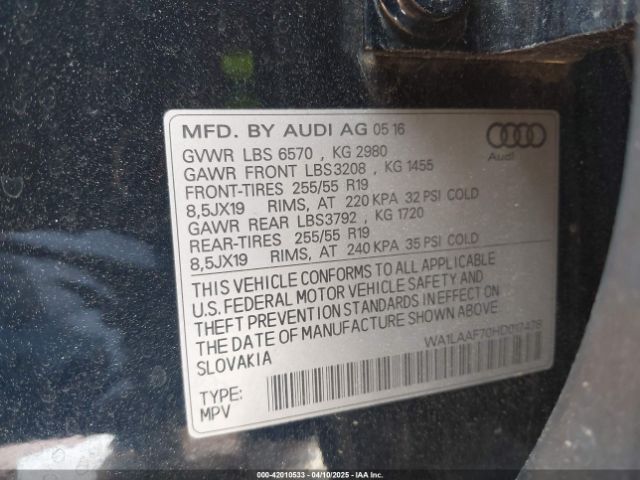 MFD. BY AUDI AG 05 16
GVWR LBS 6570 , KG 2980
GAWR FRONT LBS3208 , KG 1455
FRONT-TIRES 255/55 R19
8,5JX19 RIMS, AT 220 KPA 32 PSI COLD
GAWR REAR LBS3792 , KG 1720
REAR-TIRES 255/55 R19
8,5JX19 RIMS, AT 240 KPA 35 PSI COLD
THIS VEHICLE CONFORMS TO ALL APPLICABLE
U.S. FEDERAL MOTOR VEHICLE SAFETY AND
THEFT PREVENTION STANDARDS IN EFFECT ON
THE DATE OF MANUFACTURE SHOWN ABOVE.
SLOVAKIA
WA1LAAF70HD017478
TYPE:
MPV
Audi
000-42010533 - 04/10/2025 - IAAI.COM